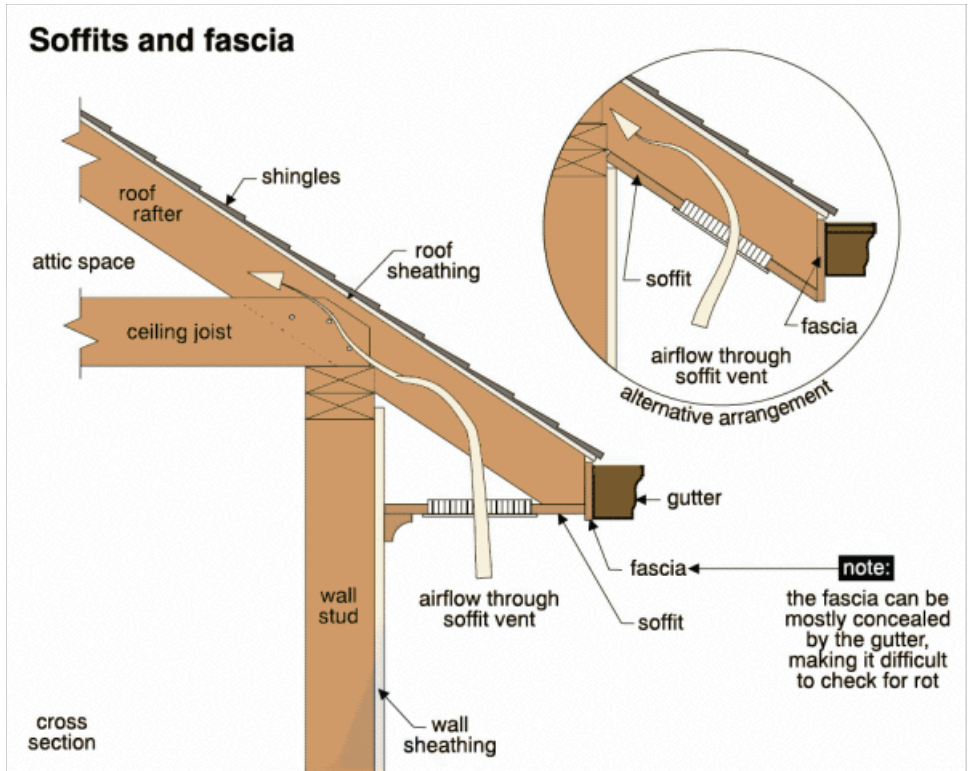 Soffits and fascia
shingles
roof
rafter
roof
sheathing
attic space
ceiling joist
soffit
fascia
airflow through
soffit vent
alternative arrangement
gutter
fascia
note:
the fascia can be
mostly concealed
by the gutter,
making it difficult
to check for rot
wall
stud
airflow through
soffit vent
soffit
wall
sheathing
cross
section